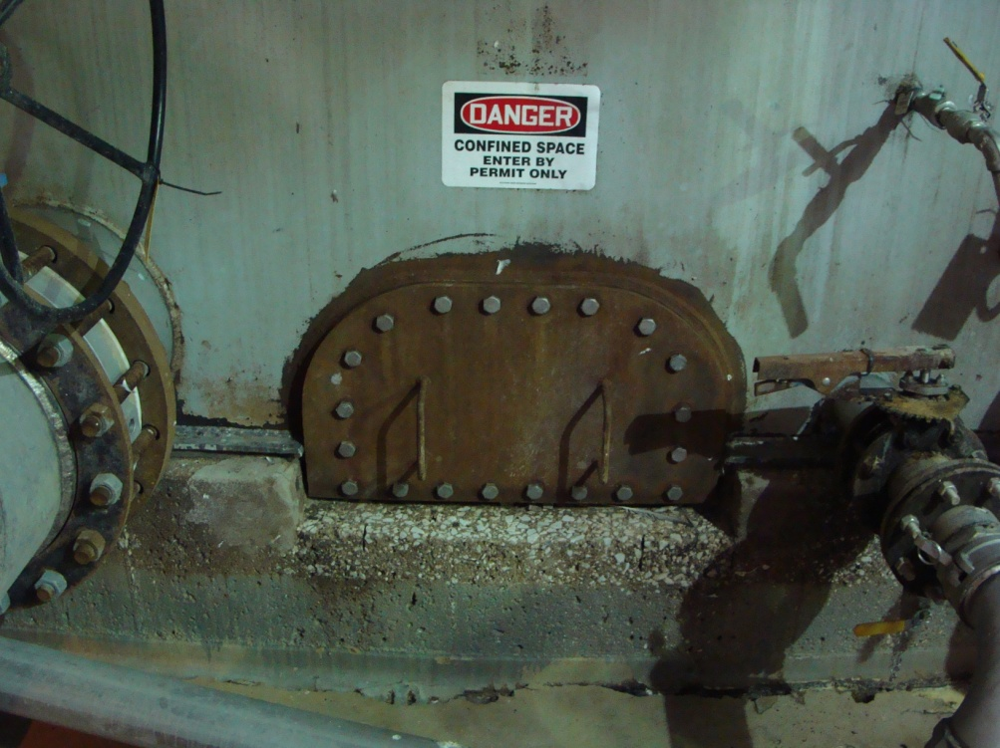 DANGER
CONFINED SPACE
ENTER BY
PERMIT ONLY